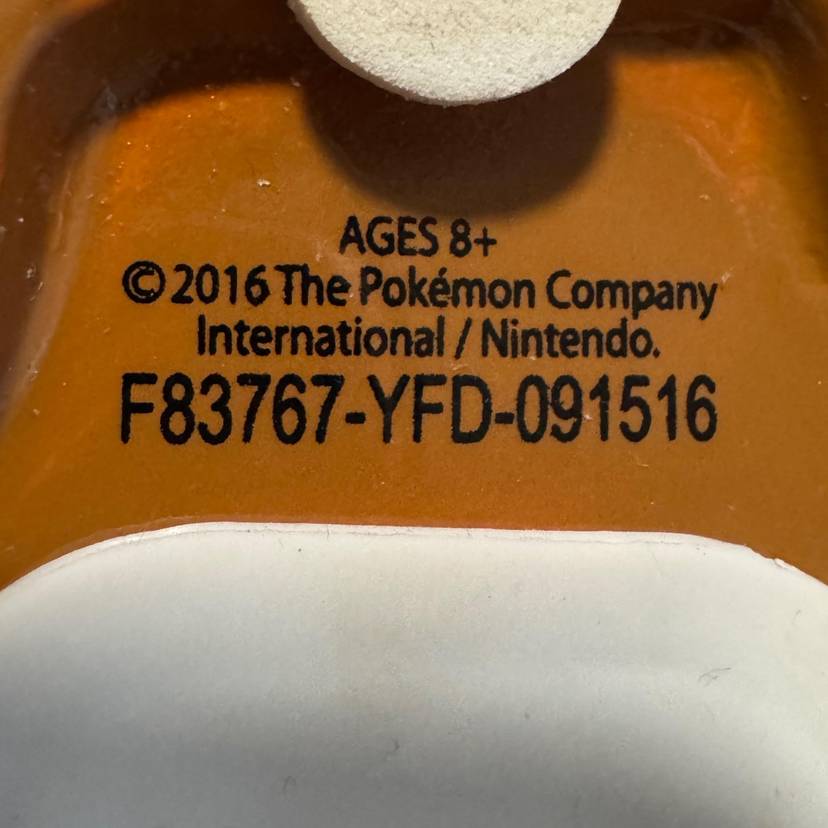 AGES 8+
© 2016 The Pokémon Company
International / Nintendo.
F83767-YFD-091516